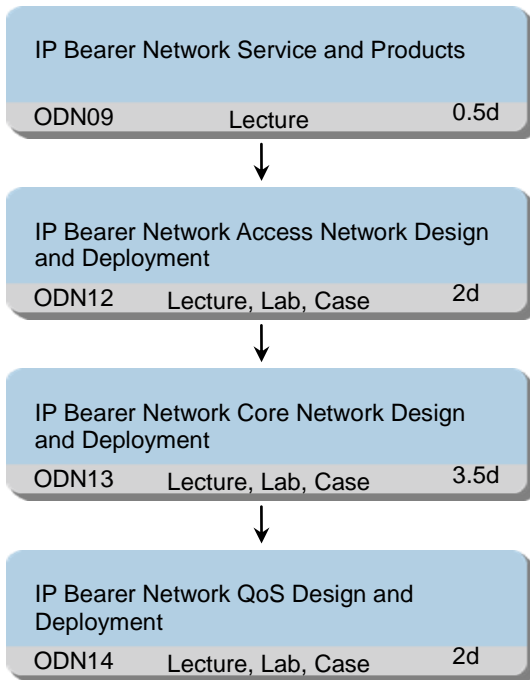 IP Bearer Network Service and Products
ODN09 Lecture 0.5d
IP Bearer Network Access Network Design
and Deployment
ODN12 Lecture, Lab, Case 2d
IP Bearer Network Core Network Design
and Deployment
ODN13 Lecture, Lab, Case 3.5d
IP Bearer Network QoS Design and
Deployment
ODN14 Lecture, Lab, Case 2d